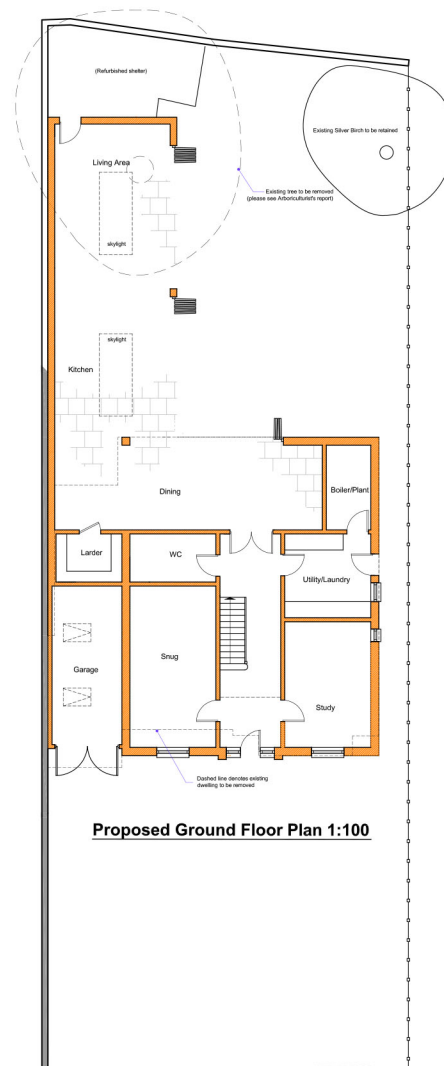 (Refurbished shelter)
Existing Silver Birch to be retained
Living Area
Existing tree to be removed
(please see Arboriculturist's report)
skylight
skylight
Kitchen
Dining
Boiler/Plant
Larder
WC
Utility/Laundry
Snug
Garage
Study
Dashed line denotes existing
dwelling to be removed
Proposed Ground Floor Plan 1:100